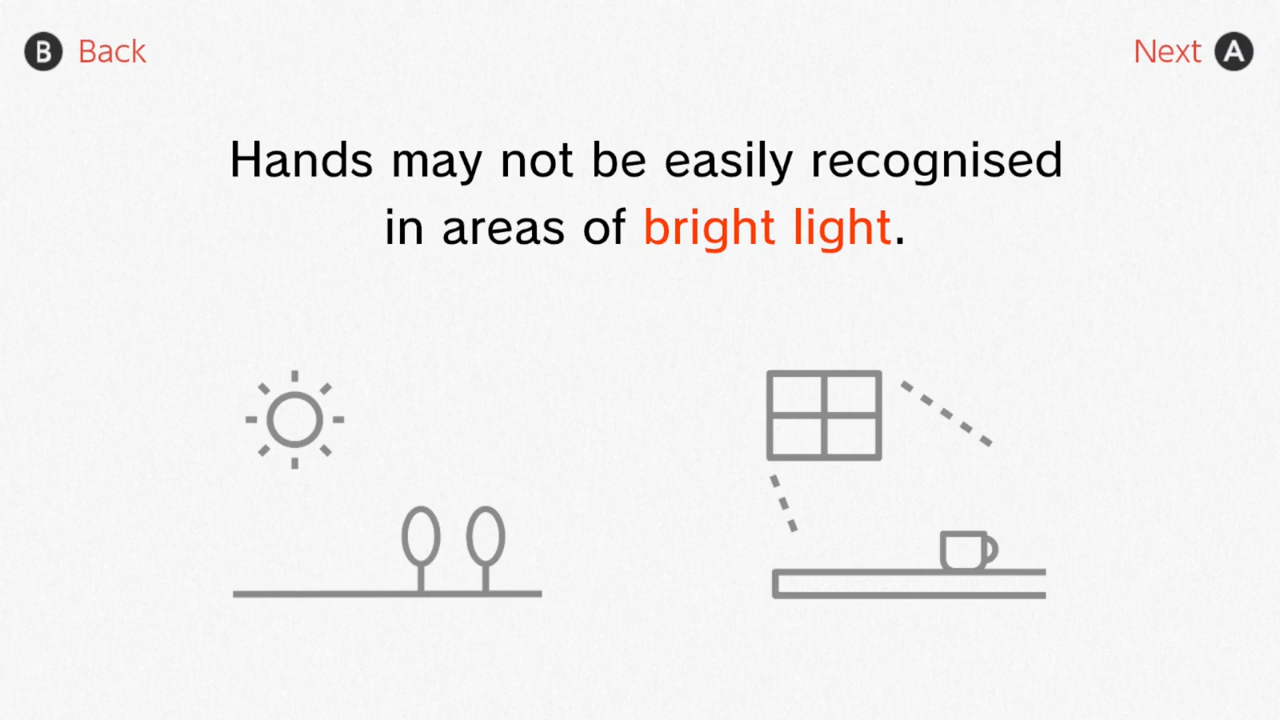 B Back
Next A
Hands may not be easily recognised
in areas of bright light.